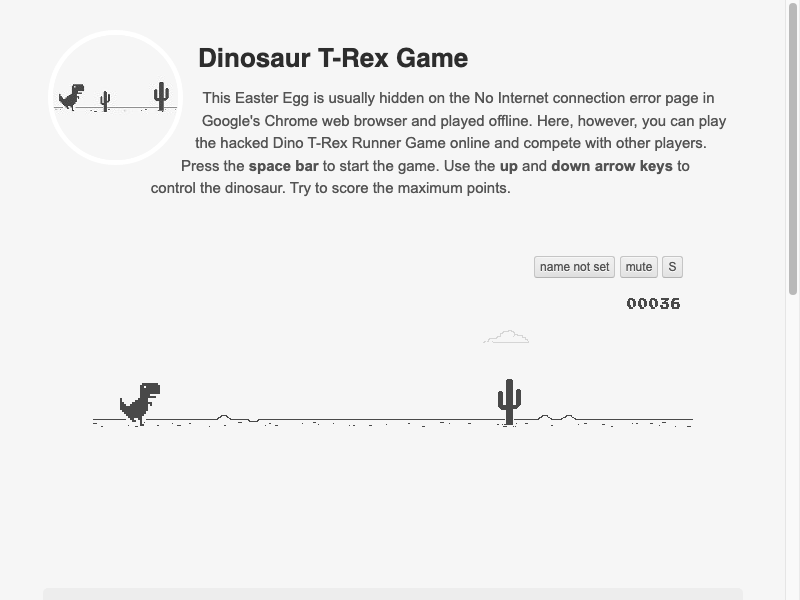 Dinosaur T-Rex Game
This Easter Egg is usually hidden on the No Internet connection error page in
Google's Chrome web browser and played offline. Here, however, you can play
the hacked Dino T-Rex Runner Game online and compete with other players.
Press the space bar to start the game. Use the up and down arrow keys to
control the dinosaur. Try to score the maximum points.
name not set mute S
00036